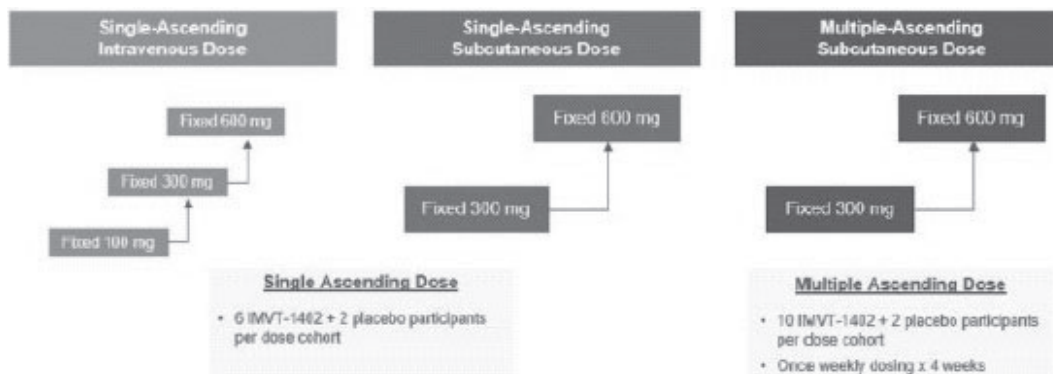 Single-Ascending
Intravenous Dose
Single-Ascending
Subcutaneous Dose
Multiple-Ascending
Subcutaneous Dose
Fixed 600 mg
Fixed 300 mg
Fixed 100 mg
Fixed 600 mg
Fixed 300 mg
Fixed 600 mg
Fixed 300 mg
Single Ascending Dose
• 6 IMVT-1402 + 2 placebo participants
per dose cohort
Multiple Ascending Dose
• 10 IMVT-1402 + 2 placebo participants
per dose cohort
• Once weekly dosing x 4 weeks